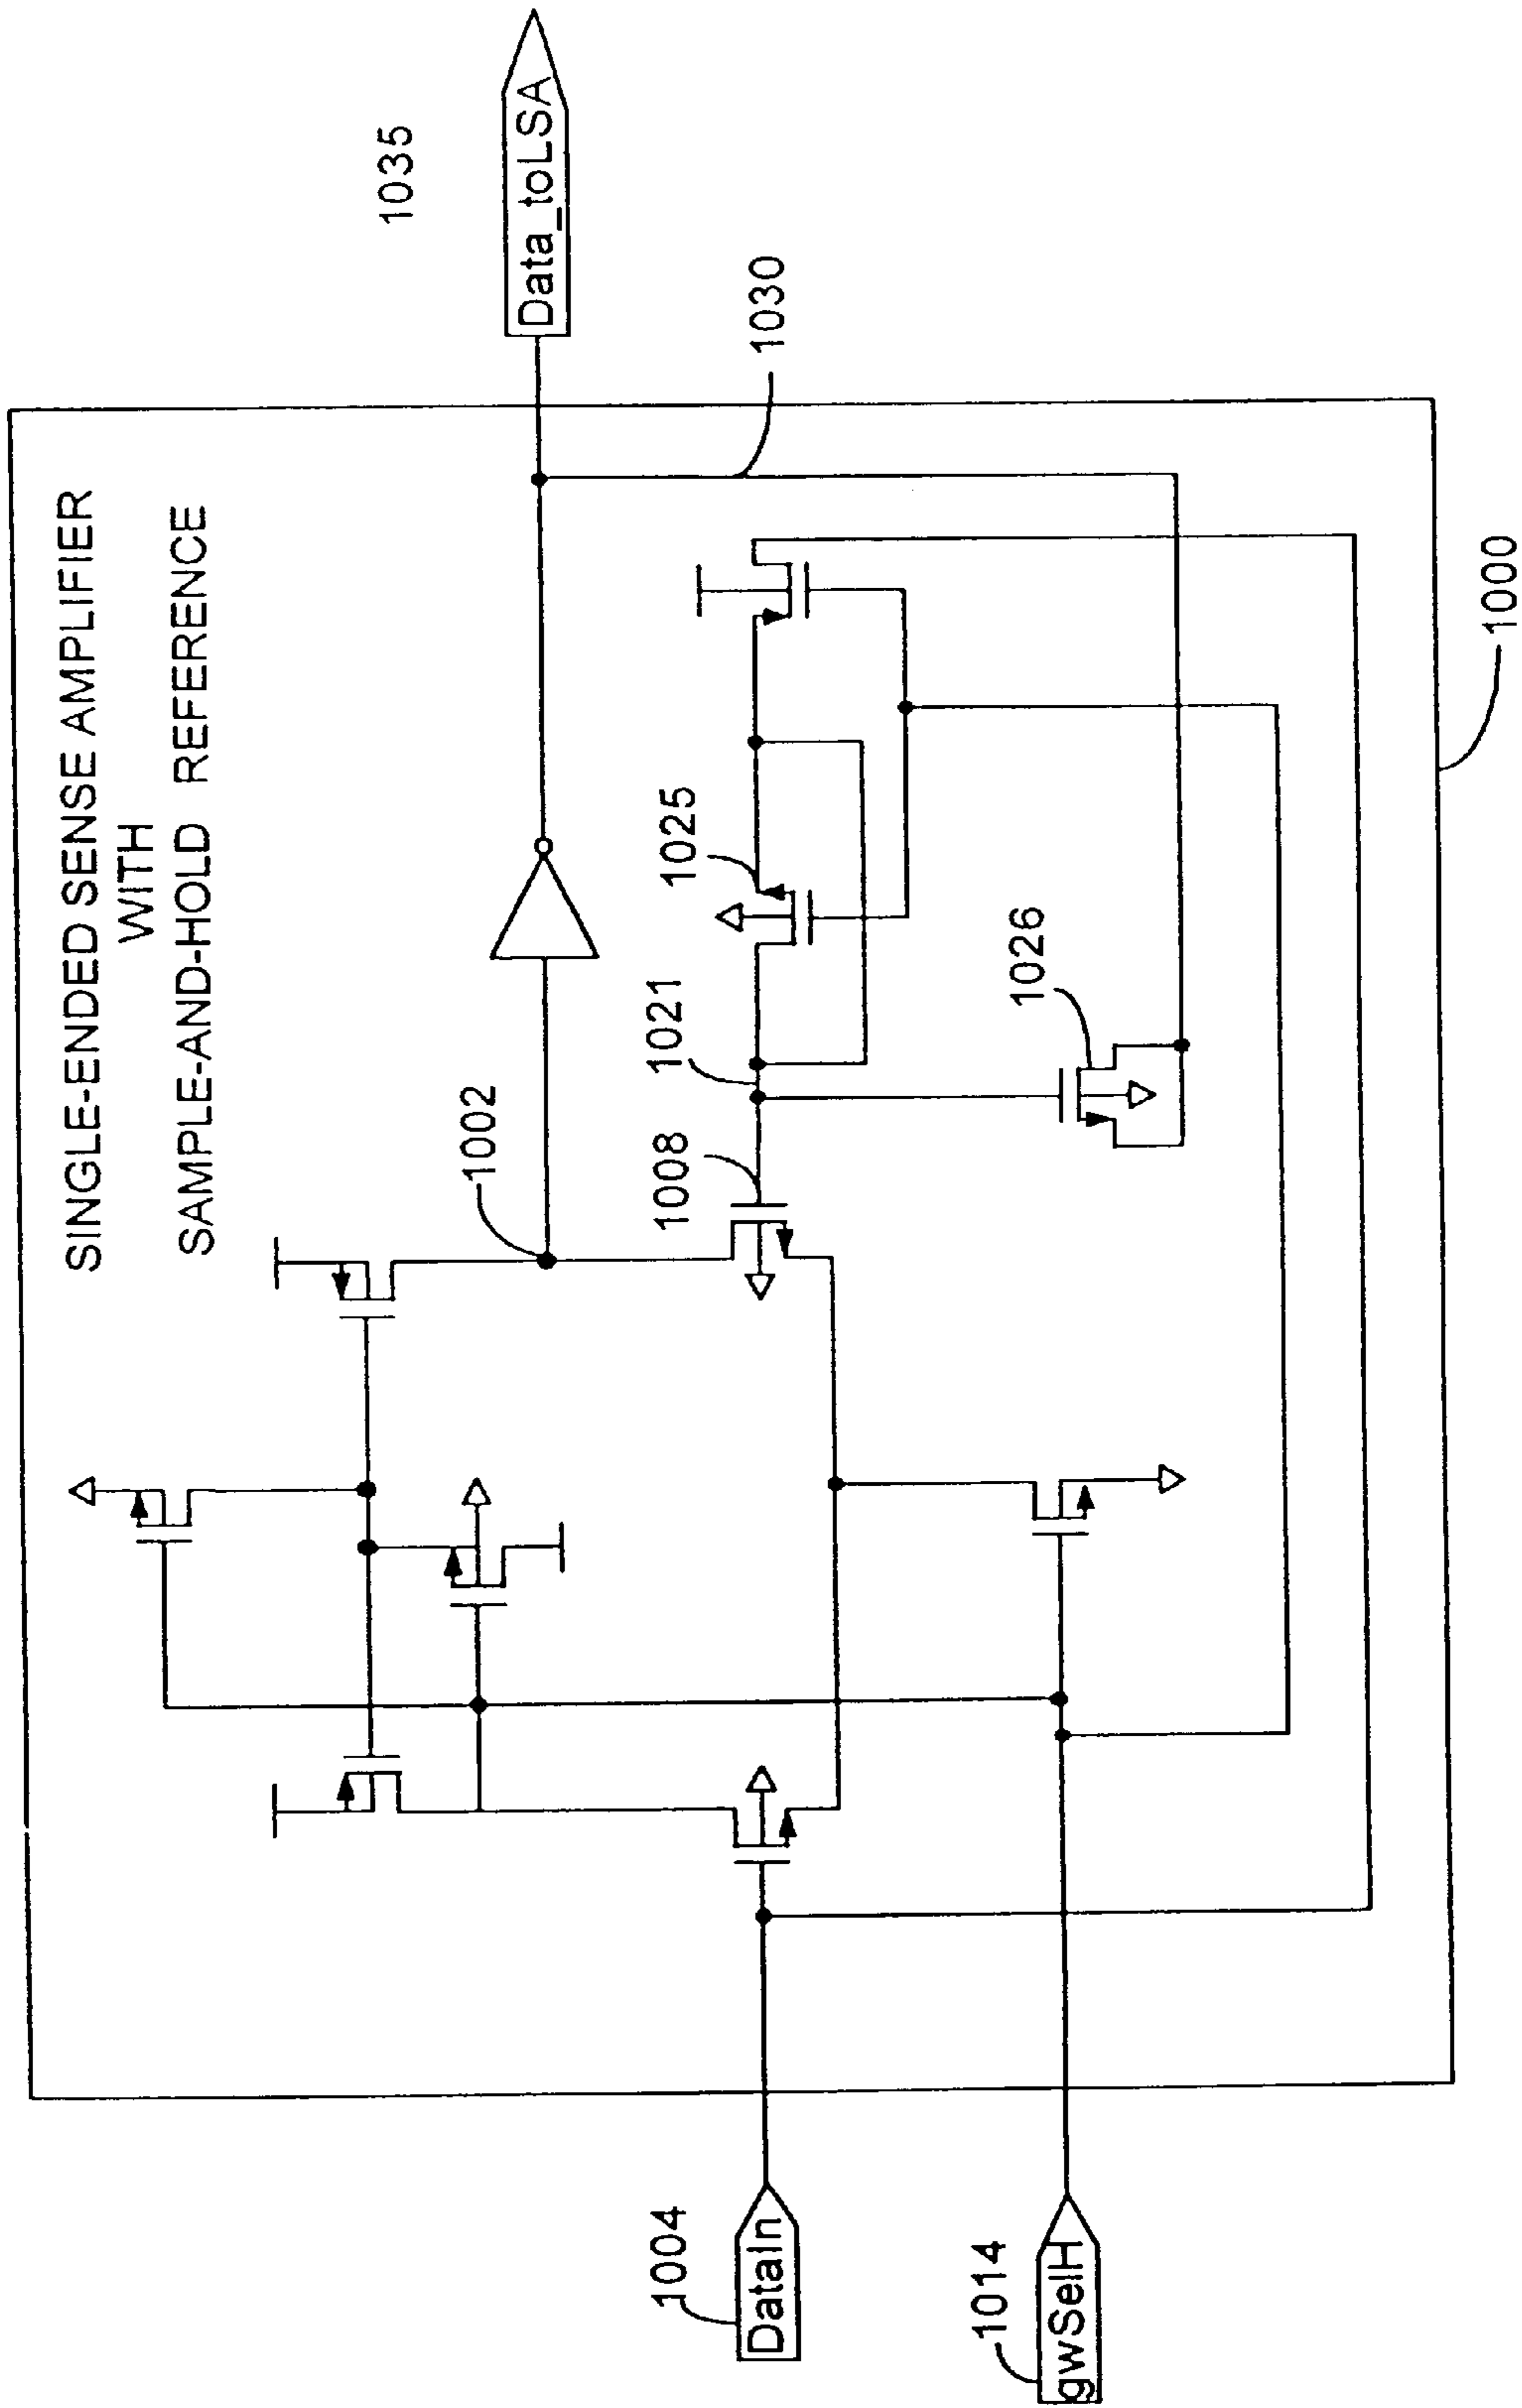 SINGLE-ENDED SENSE AMPLIFIER
WITH
SAMPLE-AND-HOLD REFERENCE
1035
Data_toLSA
1002
1030
1008
1021
1025
1026
1004
DataIn
1014
gwSelH
1000